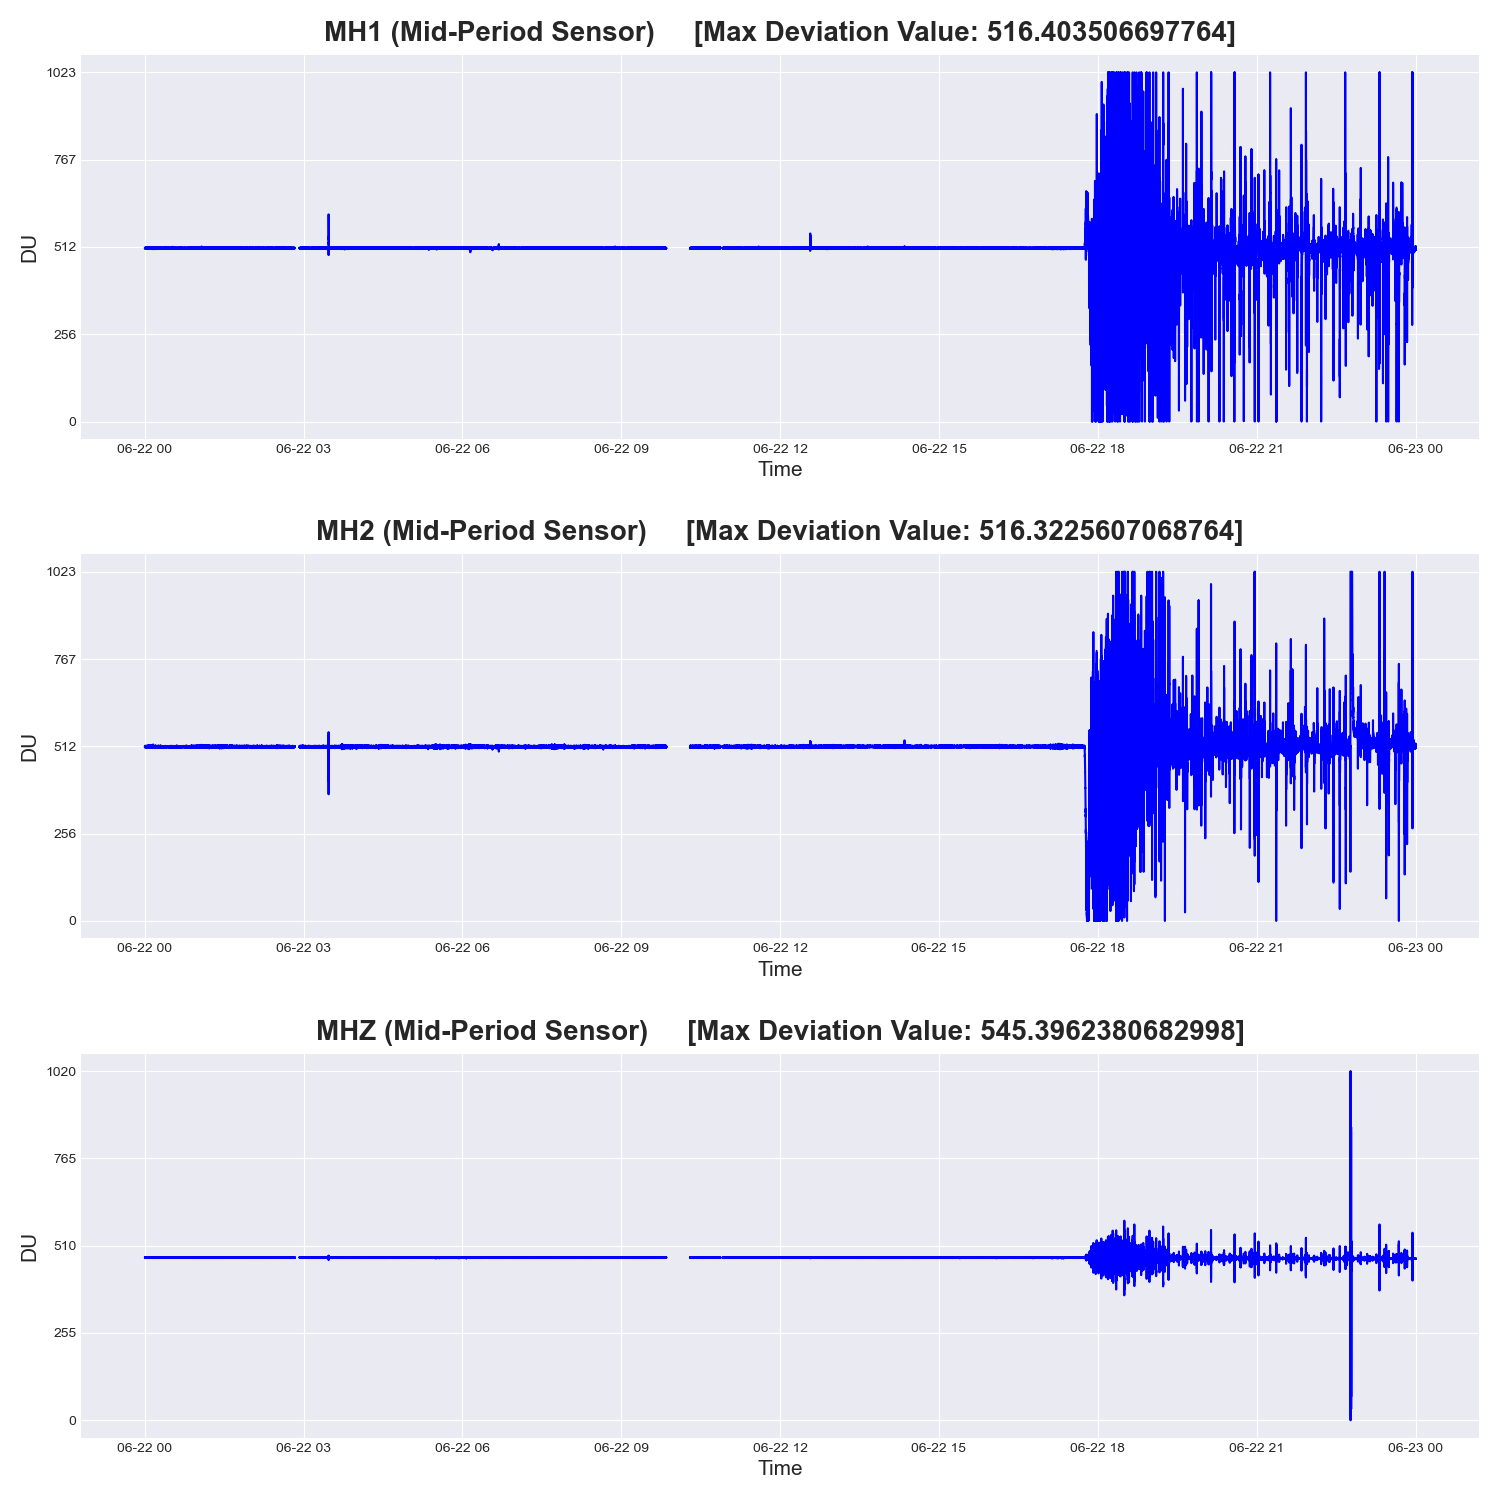 MH1 (Mid-Period Sensor) [Max Deviation Value: 516.403506697764]
1023
767
512
256
0
DU
06-22 00 06-22 03 06-22 06 06-22 09 06-22 12 06-22 15 06-22 18 06-22 21 06-23 00
Time
MH2 (Mid-Period Sensor) [Max Deviation Value: 516.3225607068764]
1023
767
512
256
0
DU
06-22 00 06-22 03 06-22 06 06-22 09 06-22 12 06-22 15 06-22 18 06-22 21 06-23 00
Time
MHZ (Mid-Period Sensor) [Max Deviation Value: 545.3962380682998]
1020
765
510
255
0
DU
06-22 00 06-22 03 06-22 06 06-22 09 06-22 12 06-22 15 06-22 18 06-22 21 06-23 00
Time